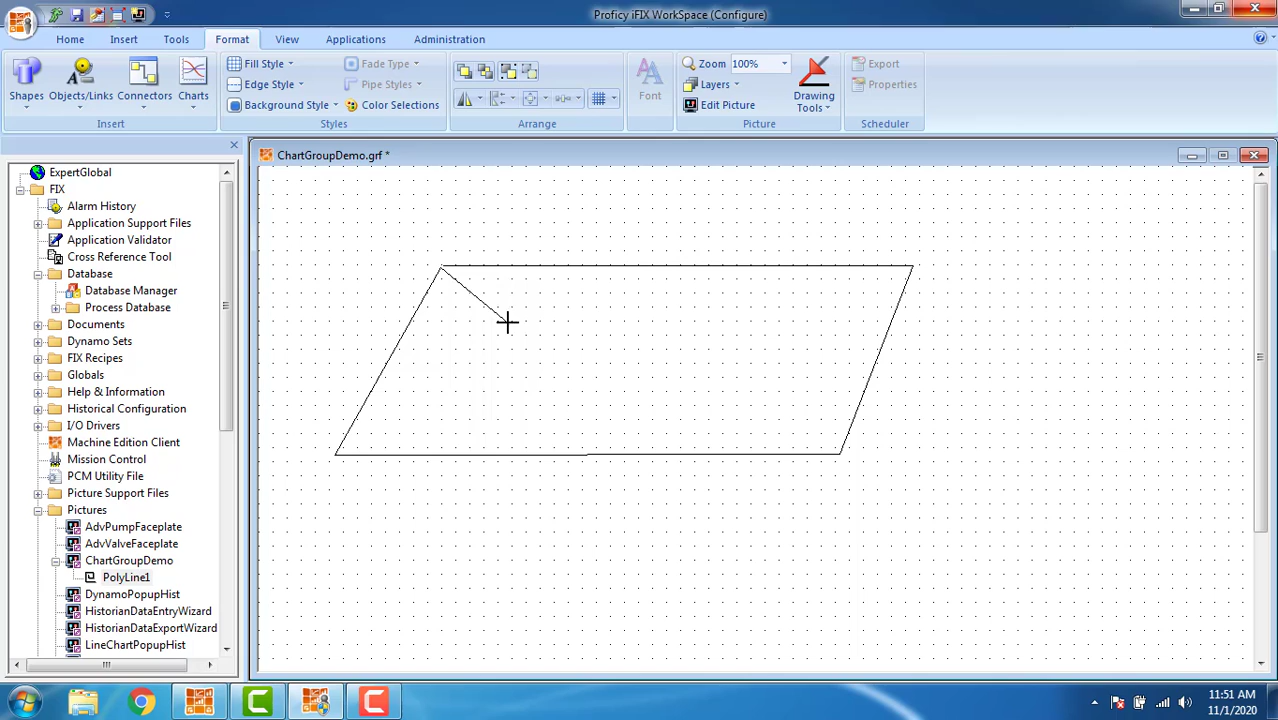 Proficy iFIX WorkSpace (Configure)
Home Insert Tools Format View Applications Administration
Shapes Objects/Links Connectors Charts
Insert
Fill Style
Edge Style
Background Style
Fade Type
Pipe Styles
Color Selections
Styles
Arrange
Font
Zoom 100%
Layers
Edit Picture
Drawing Tools
Picture
Export
Properties
Scheduler
ChartGroupDemo.grf *
ExpertGlobal
FIX
Alarm History
Application Support Files
Application Validator
Cross Reference Tool
Database
Database Manager
Process Database
Documents
Dynamo Sets
FIX Recipes
Globals
Help & Information
Historical Configuration
I/O Drivers
Machine Edition Client
Mission Control
PCM Utility File
Picture Support Files
Pictures
AdvPumpFaceplate
AdvValveFaceplate
ChartGroupDemo
PolyLine1
DynamoPopupHist
HistorianDataEntryWizard
HistorianDataExportWizard
LineChartPopupHist
11:51 AM
11/1/2020